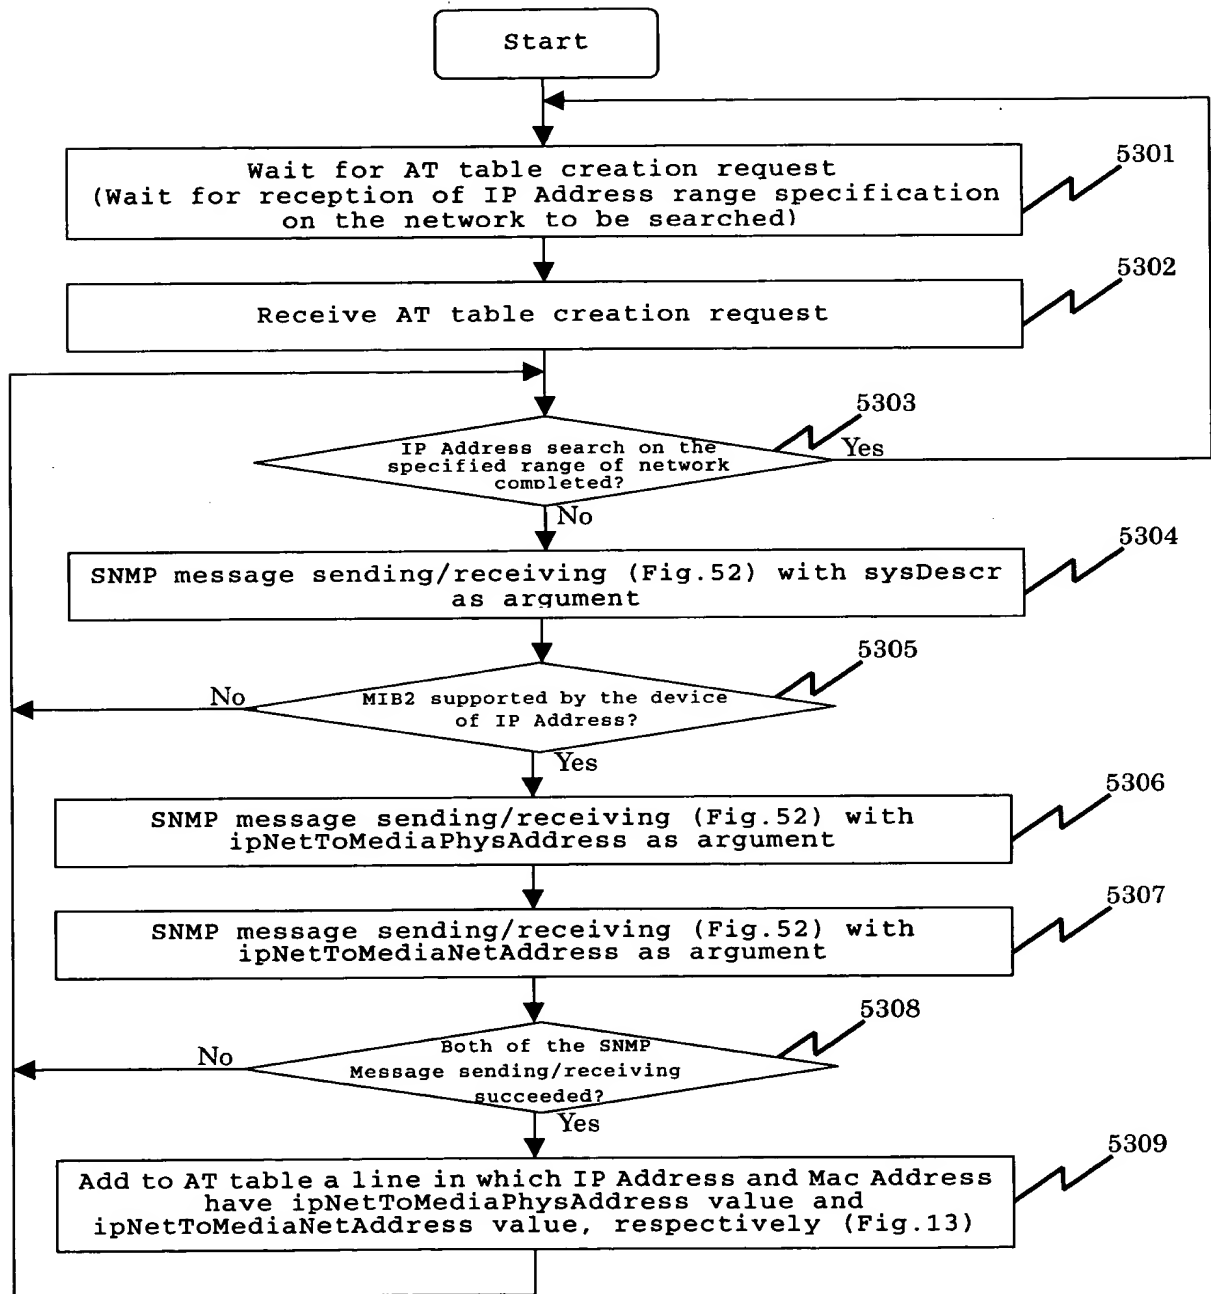 Start
Wait for AT table creation request
(Wait for reception of IP Address range specification
on the network to be searched)
5301
Receive AT table creation request
5302
IP Address search on the
specified range of network
completed?
5303
Yes
No
SNMP message sending/receiving (Fig.52) with sysDescr
as argument
5304
MIB2 supported by the device
of IP Address?
5305
No
Yes
SNMP message sending/receiving (Fig.52) with
ipNetToMediaPhysAddress as argument
5306
SNMP message sending/receiving (Fig.52) with
ipNetToMediaNetAddress as argument
5307
Both of the SNMP
Message sending/receiving
succeeded?
5308
No
Yes
Add to AT table a line in which IP Address and Mac Address
have ipNetToMediaPhysAddress value and
ipNetToMediaNetAddress value, respectively (Fig.13)
5309